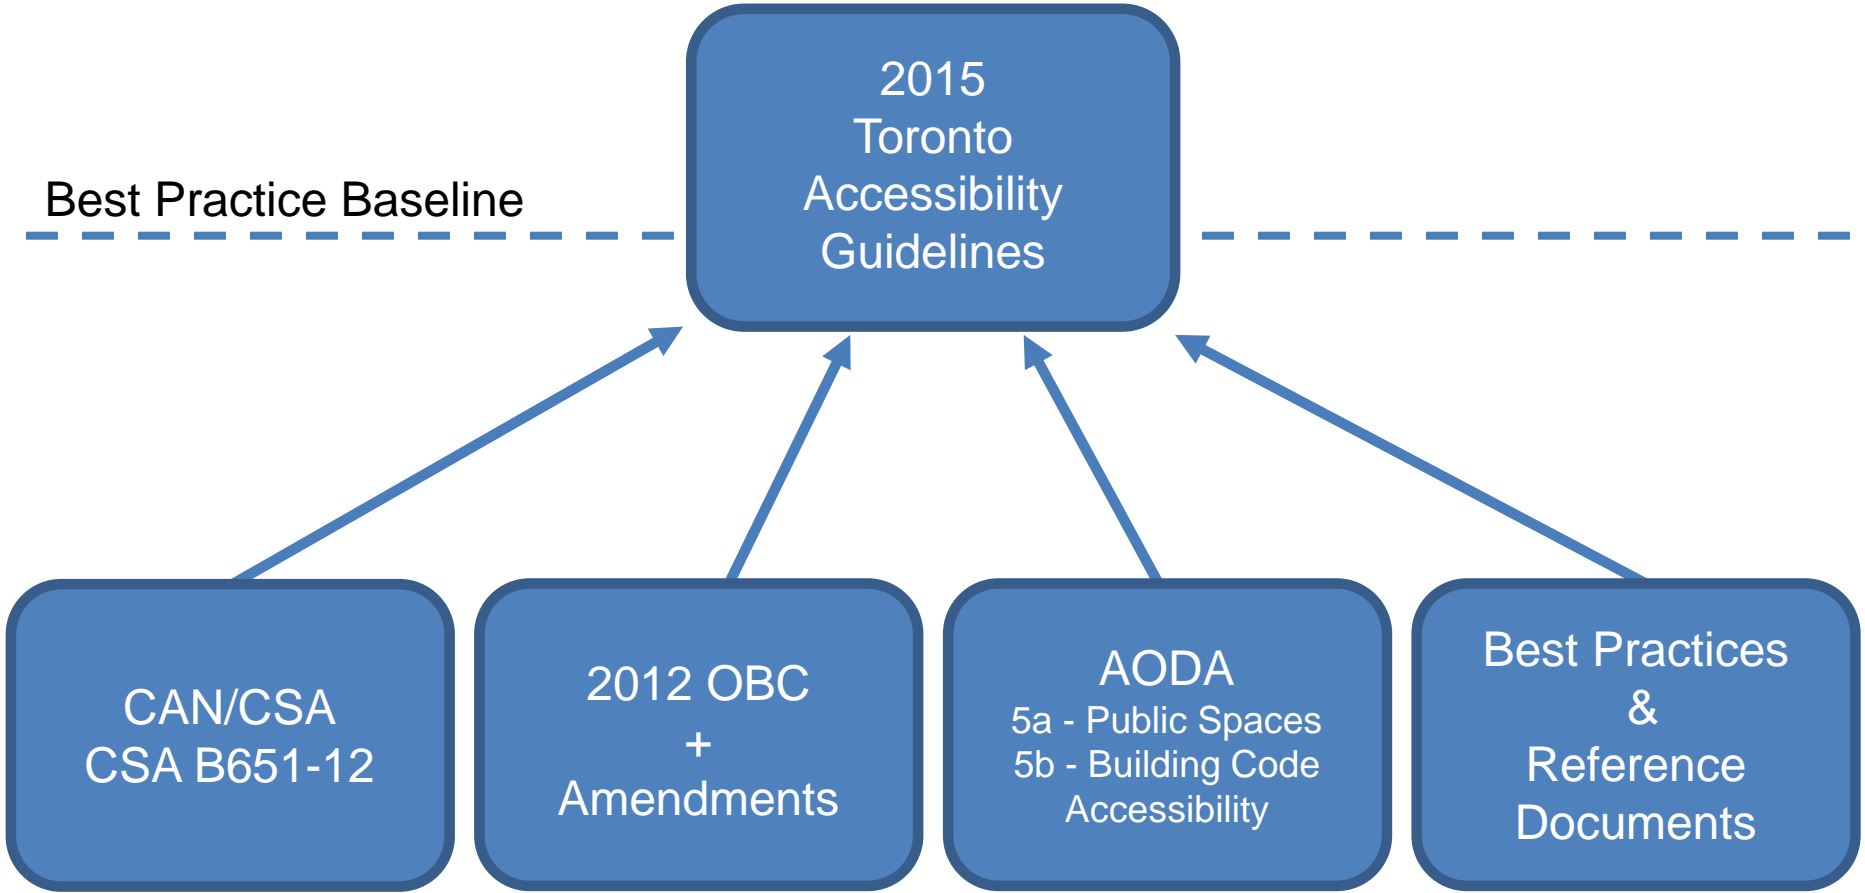 2015
Toronto
Accessibility
Guidelines
Best Practice Baseline
CAN/CSA
CSA B651-12
2012 OBC
+
Amendments
AODA
5a - Public Spaces
5b - Building Code
Accessibility
Best Practices
&
Reference
Documents